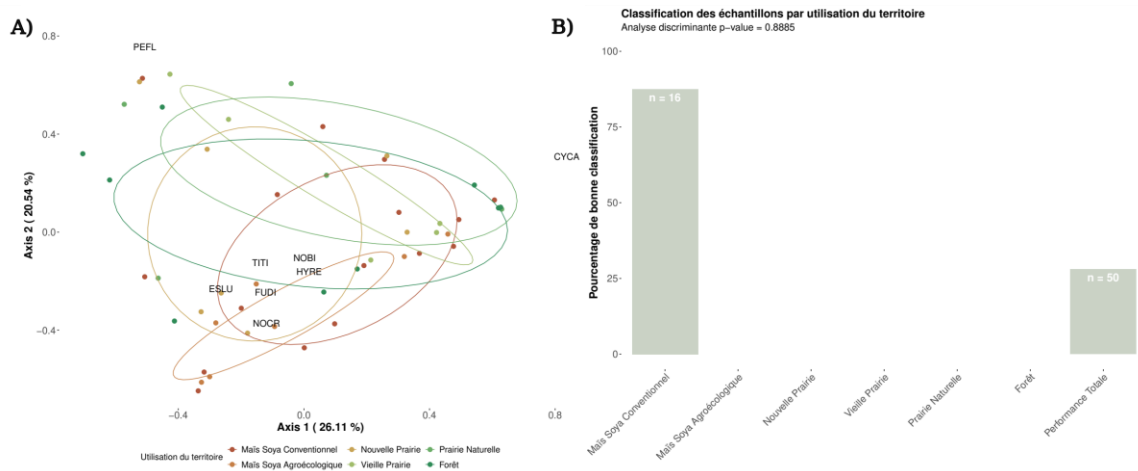 A)
PEFL
CYCA
TITI
NOBI
HYRE
ESLU
FUDI
NOCR
Axis 2 ( 20.54 % )
0.8
0.4
0.0
−0.4
−0.4
0.0
0.4
0.8
Axis 1 ( 26.11 % )
Utilisation du territoire
Maïs Soya Conventionnel
Nouvelle Prairie
Prairie Naturelle
Maïs Soya Agroécologique
Vieille Prairie
Forêt
B)
Classification des échantillons par utilisation du territoire
Analyse discriminante p−value = 0.8885
Pourcentage de bonne classification
100
75
50
25
0
n = 16
n = 50
Maïs Soya Conventionnel
Maïs Soya Agroécologique
Nouvelle Prairie
Vieille Prairie
Prairie Naturelle
Forêt
Performance Totale